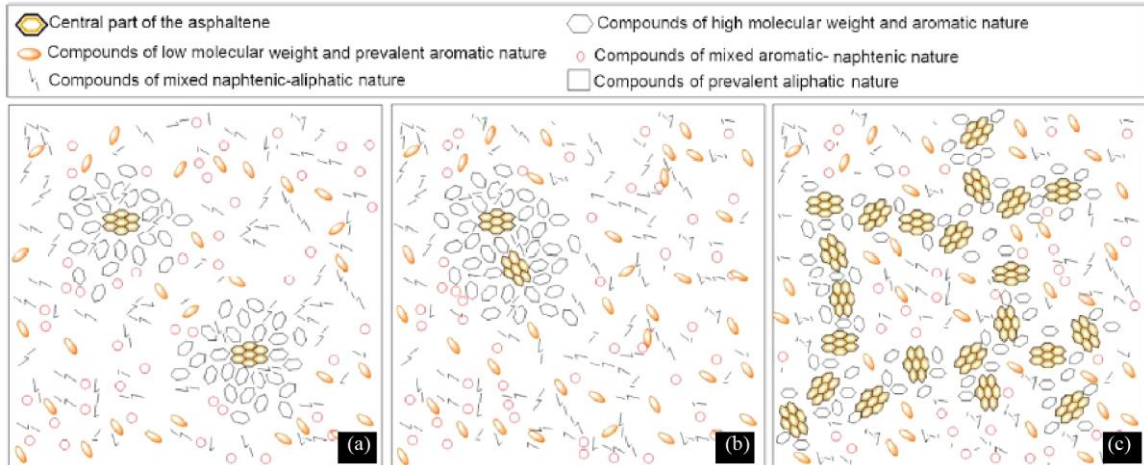 Central part of the asphaltene
Compounds of high molecular weight and aromatic nature
Compounds of low molecular weight and prevalent aromatic nature
Compounds of mixed aromatic- naphtenic nature
Compounds of mixed naphtenic-aliphatic nature
Compounds of prevalent aliphatic nature
(a)
(b)
(c)